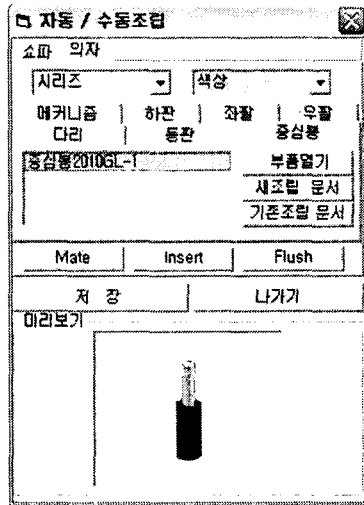 자동 / 수동조립
쇼파 의자
시리즈 색상
메커니즘 하판 좌팔 우팔
다리 등판 중심봉
중심봉2010GL-1 부품열기
새조립 문서
기존조립 문서
Mate Insert Flush
저 장 나가기
미리보기